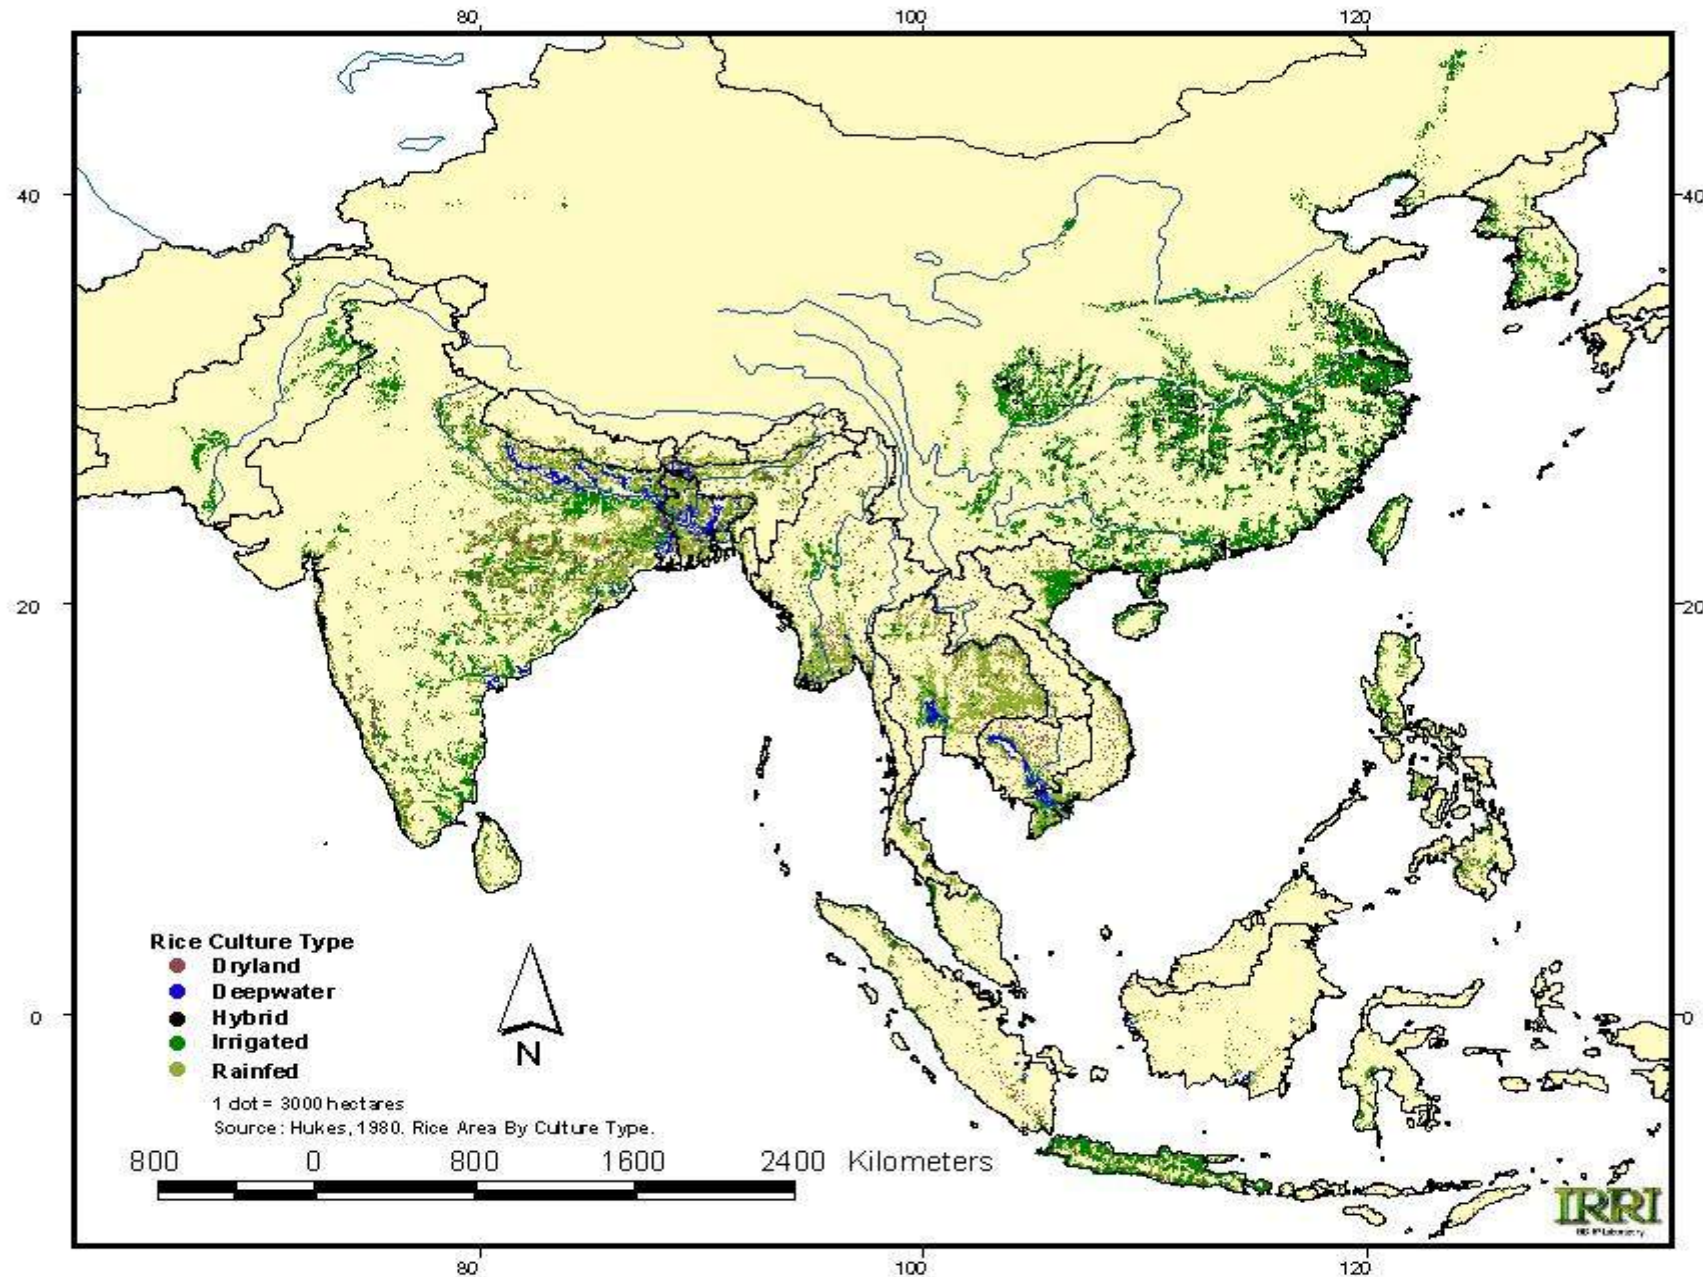 80 100 120
40 40
20 20
Rice Culture Type
Dryland
Deepwater
Hybrid
0 0
Irrigated
Rainfed
N
1 dot = 3000 hectares
Source: Hukes, 1980. Rice Area By Culture Type.
800 0 800 1600 2400 Kilometers
IRRI
80 100 120